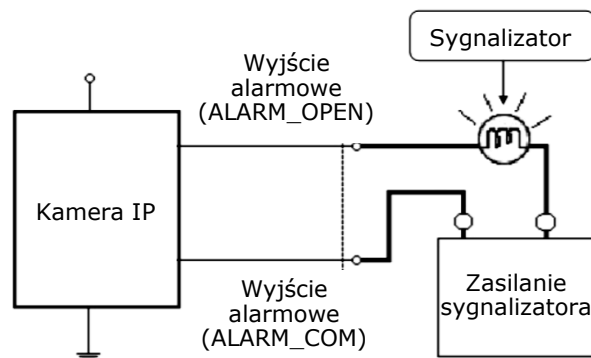 Sygnalizator
Wyjście
alarmowe
(ALARM_OPEN)
Kamera IP
Wyjście
alarmowe
(ALARM_COM)
Zasilanie
sygnalizatora